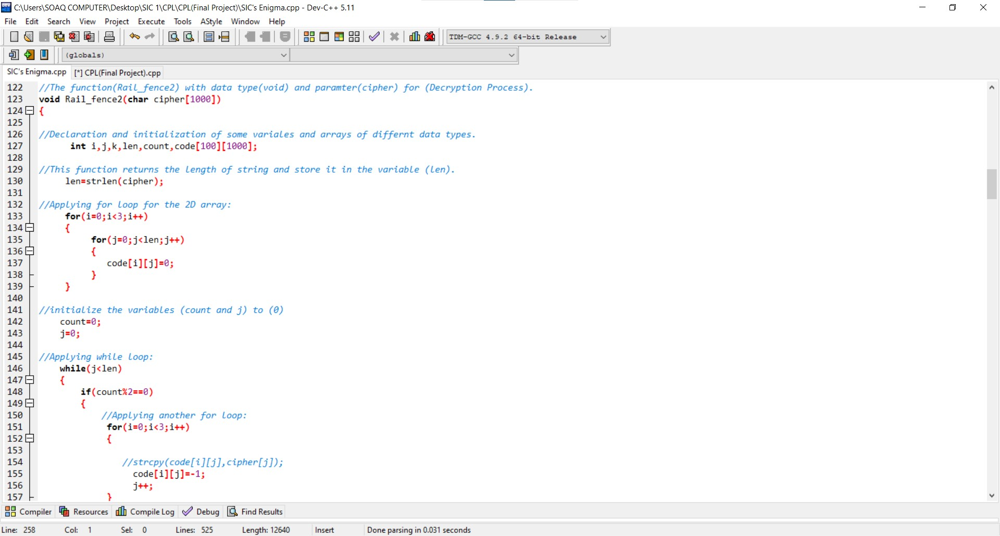 C:\Users\SOAQ COMPUTER\Desktop\SIC 1\CPL\CPL(Final Project)\SIC's Enigma.cpp - Dev-C++ 5.11
File Edit Search View Project Execute Tools AStyle Window Help
TDM-GCC 4.9.2 64-bit Release
(globals)
SIC's Enigma.cpp [*] CPL(Final Project).cpp
122 //The function(Rail_fence2) with data type(void) and paramter(cipher) for (Decryption Process).
123 void Rail_fence2(char cipher[1000])
124 {
125
126 //Declaration and initialization of some variales and arrays of differnt data types.
127 int i,j,k,len,count,code[100][1000];
128
129 //This function returns the length of string and store it in the variable (len).
130 len=strlen(cipher);
131
132 //Applying for loop for the 2D array:
133 for(i=0;i<3;i++)
134 {
135 for(j=0;j<len;j++)
136 {
137 code[i][j]=0;
138 }
139 }
140
141 //initialize the variables (count and j) to (0)
142 count=0;
143 j=0;
144
145 //Applying while loop:
146 while(j<len)
147 {
148 if(count%2==0)
149 {
150 //Applying another for loop:
151 for(i=0;i<3;i++)
152 {
153
154 //strcpy(code[i][j],cipher[j]);
155 code[i][j]=-1;
156 j++;
157 }
Compiler Resources Compile Log Debug Find Results
Line: 258 Col: 1 Sel: 0 Lines: 525 Length: 12640 Insert Done parsing in 0.031 seconds